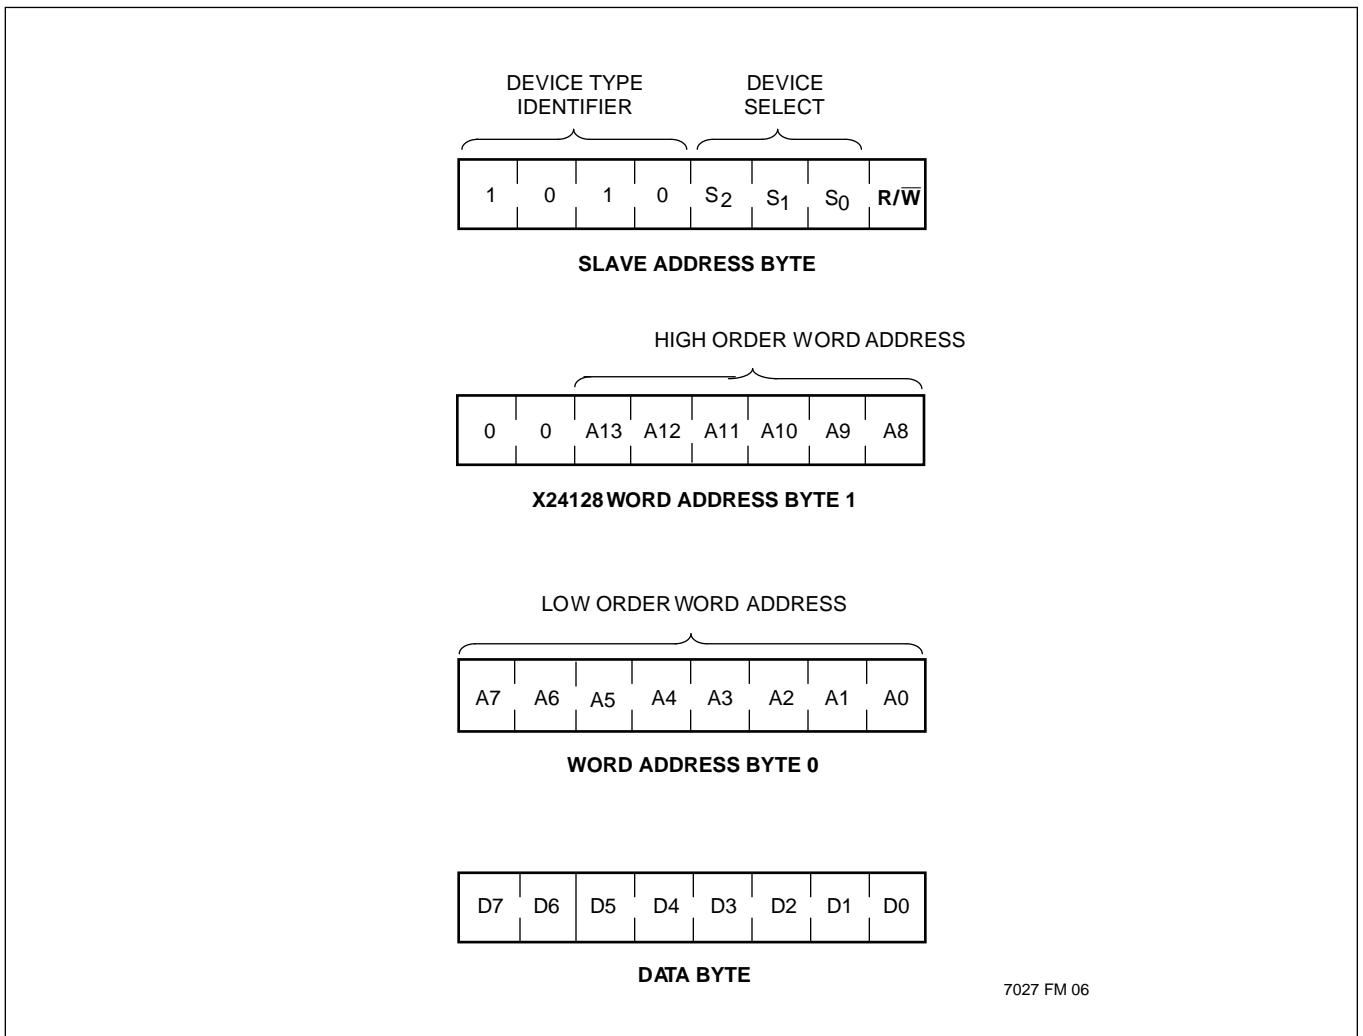 DEVICE TYPE IDENTIFIER
DEVICE SELECT
1 0 1 0 S2 S1 S0 R/W̅
SLAVE ADDRESS BYTE
HIGH ORDER WORD ADDRESS
0 0 A13 A12 A11 A10 A9 A8
X24128 WORD ADDRESS BYTE 1
LOW ORDER WORD ADDRESS
A7 A6 A5 A4 A3 A2 A1 A0
WORD ADDRESS BYTE 0
D7 D6 D5 D4 D3 D2 D1 D0
DATA BYTE
7027 FM 06